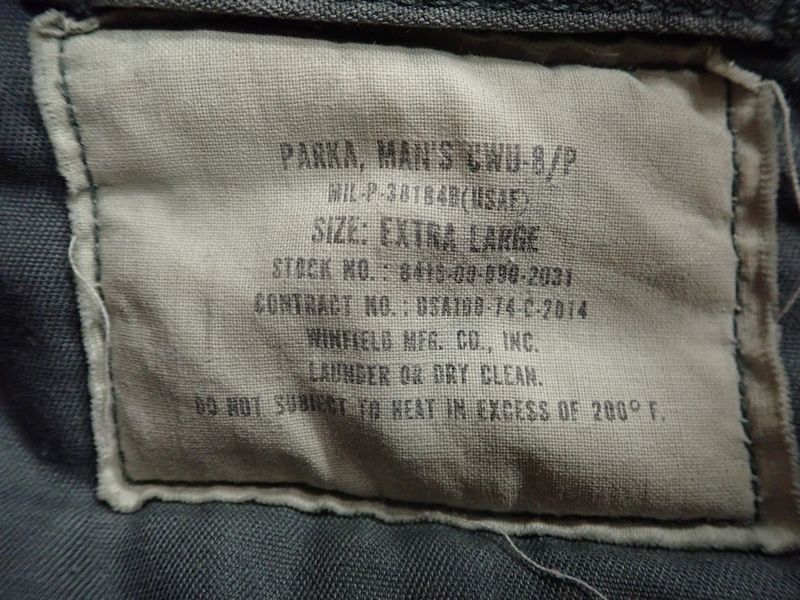 PARKA, MAN'S CWU-8/P
MIL-P-38184B(USAF)
SIZE: EXTRA LARGE
STOCK NO.: 8415-00-990-2031
CONTRACT NO.: DSA100-74-C-2014
WINFIELD MFG. CO., INC.
LAUNDER OR DRY CLEAN.
DO NOT SUBJECT TO HEAT IN EXCESS OF 200° F.